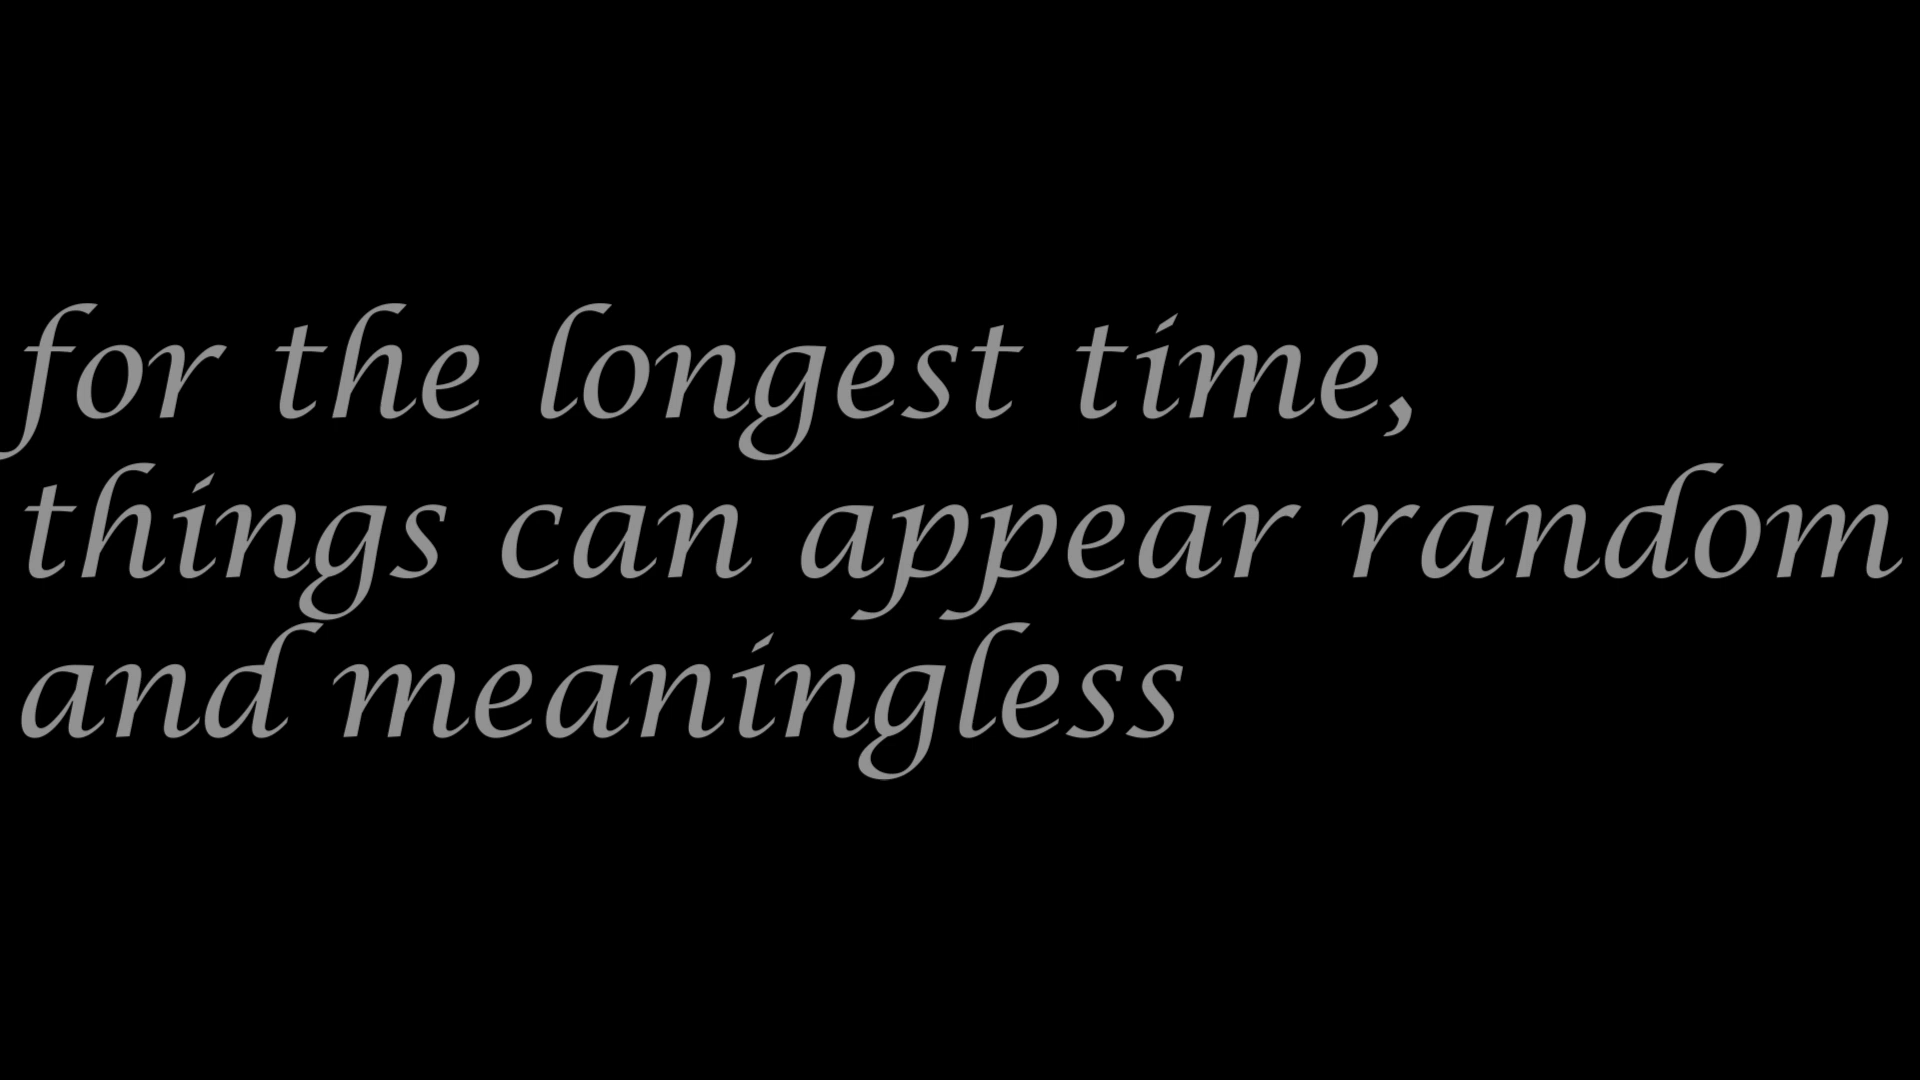 for the longest time,
things can appear random
and meaningless